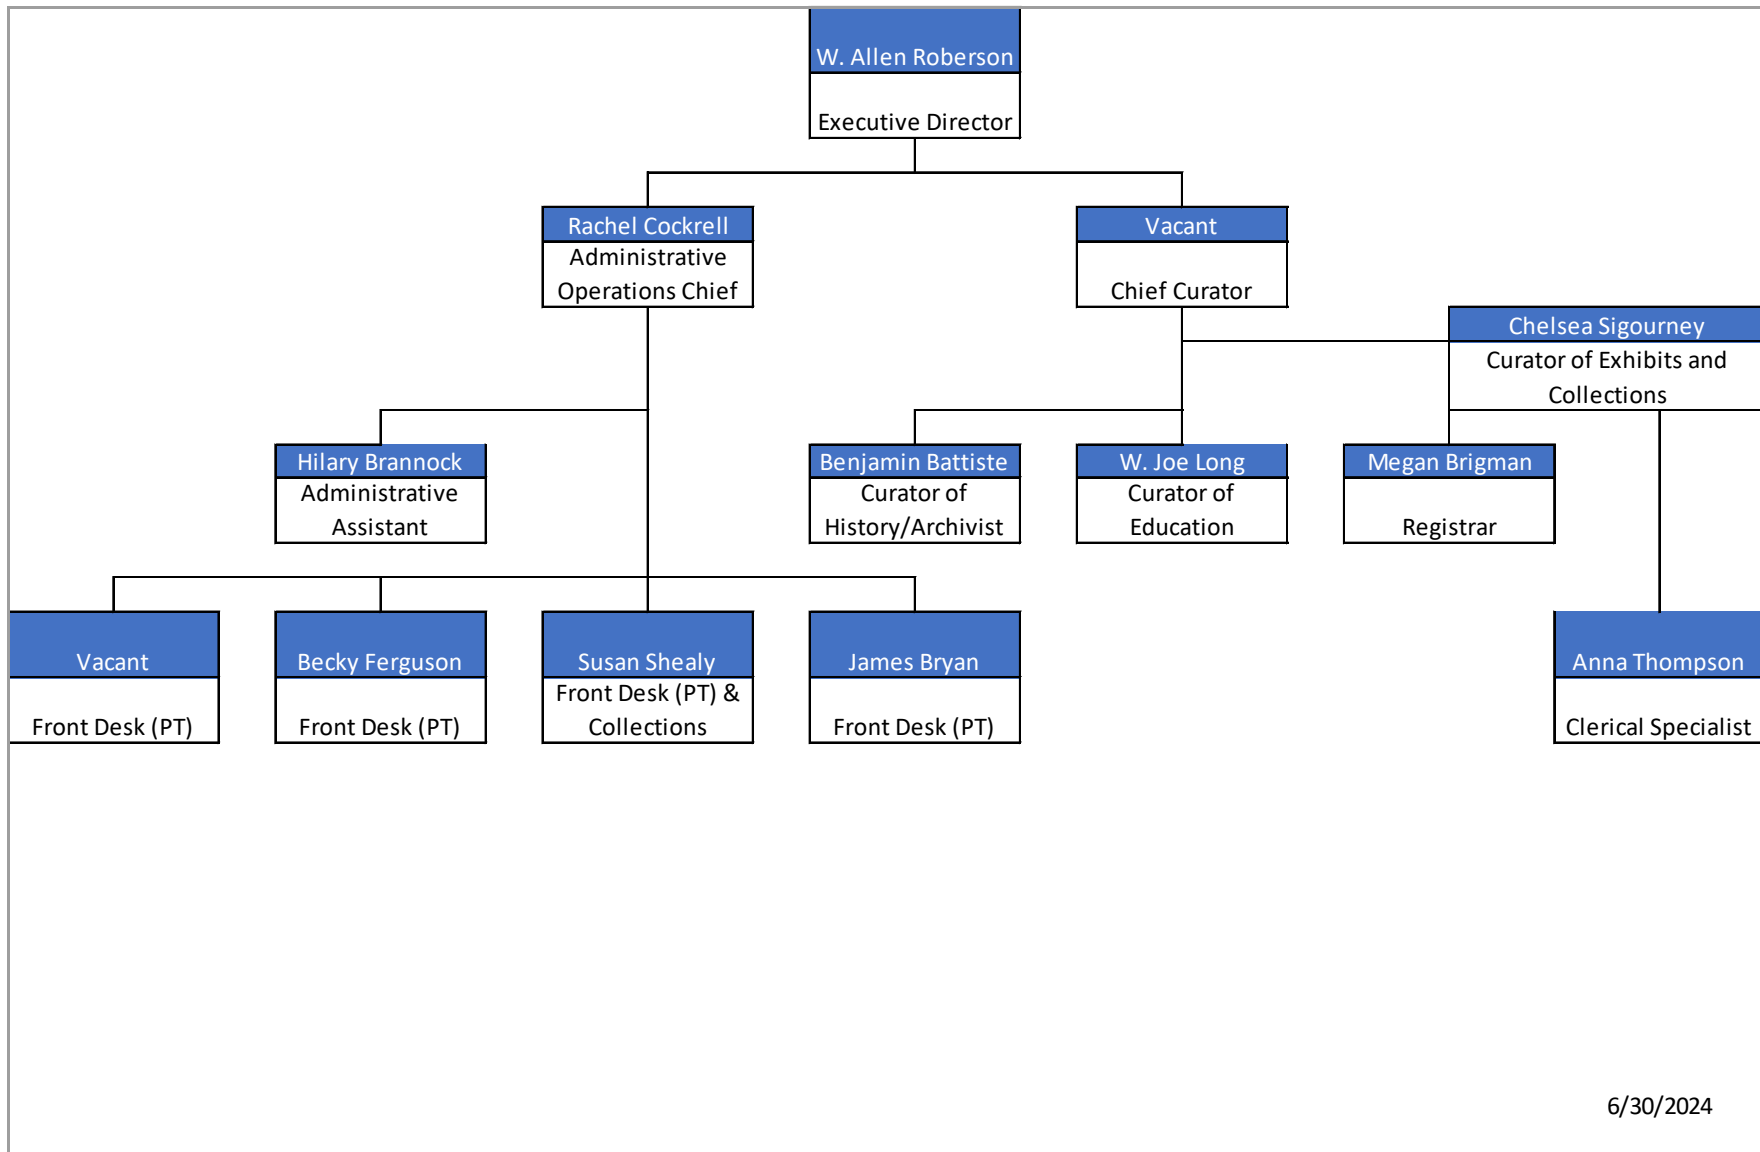 W. Allen Roberson
Executive Director
Rachel Cockrell
Administrative
Operations Chief
Vacant
Chief Curator
Chelsea Sigourney
Curator of Exhibits and
Collections
Hilary Brannock
Administrative
Assistant
Benjamin Battiste
Curator of
History/Archivist
W. Joe Long
Curator of
Education
Megan Brigman
Registrar
Vacant
Front Desk (PT)
Becky Ferguson
Front Desk (PT)
Susan Shealy
Front Desk (PT) &
Collections
James Bryan
Front Desk (PT)
Anna Thompson
Clerical Specialist
6/30/2024